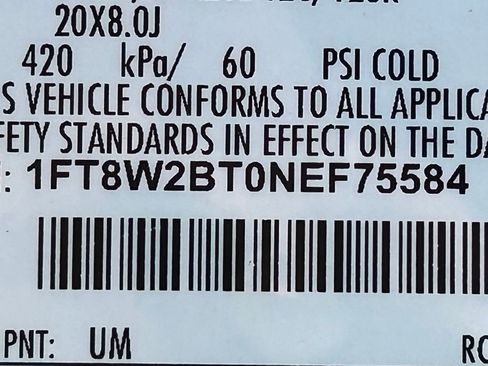 20X8.0J
420 kPa/ 60 PSI COLD
S VEHICLE CONFORMS TO ALL APPLICA
FETY STANDARDS IN EFFECT ON THE DA
: 1FT8W2BT0NEF75584
PNT: UM RC